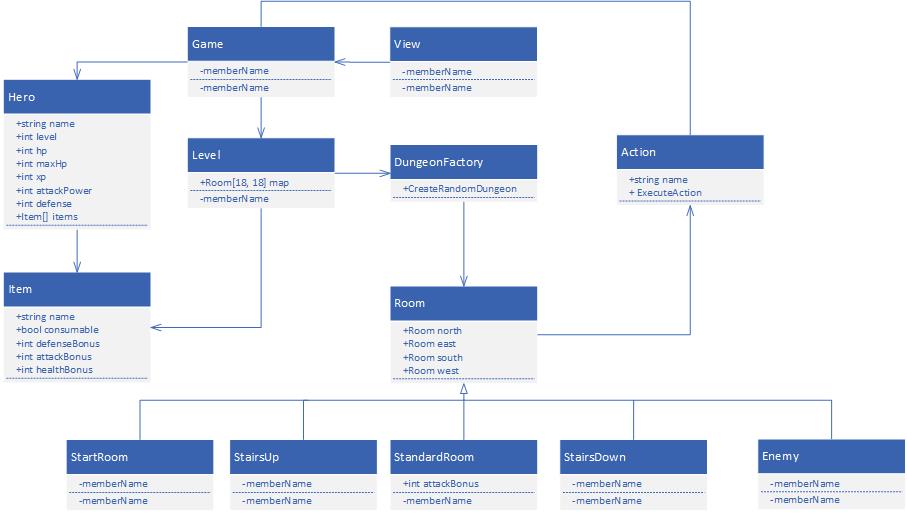 Game
-memberName
-memberName
View
-memberName
-memberName
Hero
+string name
+int level
+int hp
+int maxHp
+int xp
+int attackPower
+int defense
+Item[] items
Level
+Room[18, 18] map
-memberName
DungeonFactory
+CreateRandomDungeon
Action
+string name
+ ExecuteAction
Item
+string name
+bool consumable
+int defenseBonus
+int attackBonus
+int healthBonus
Room
+Room north
+Room east
+Room south
+Room west
StartRoom
-memberName
-memberName
StairsUp
-memberName
-memberName
StandardRoom
+int attackBonus
-memberName
StairsDown
-memberName
-memberName
Enemy
-memberName
-memberName